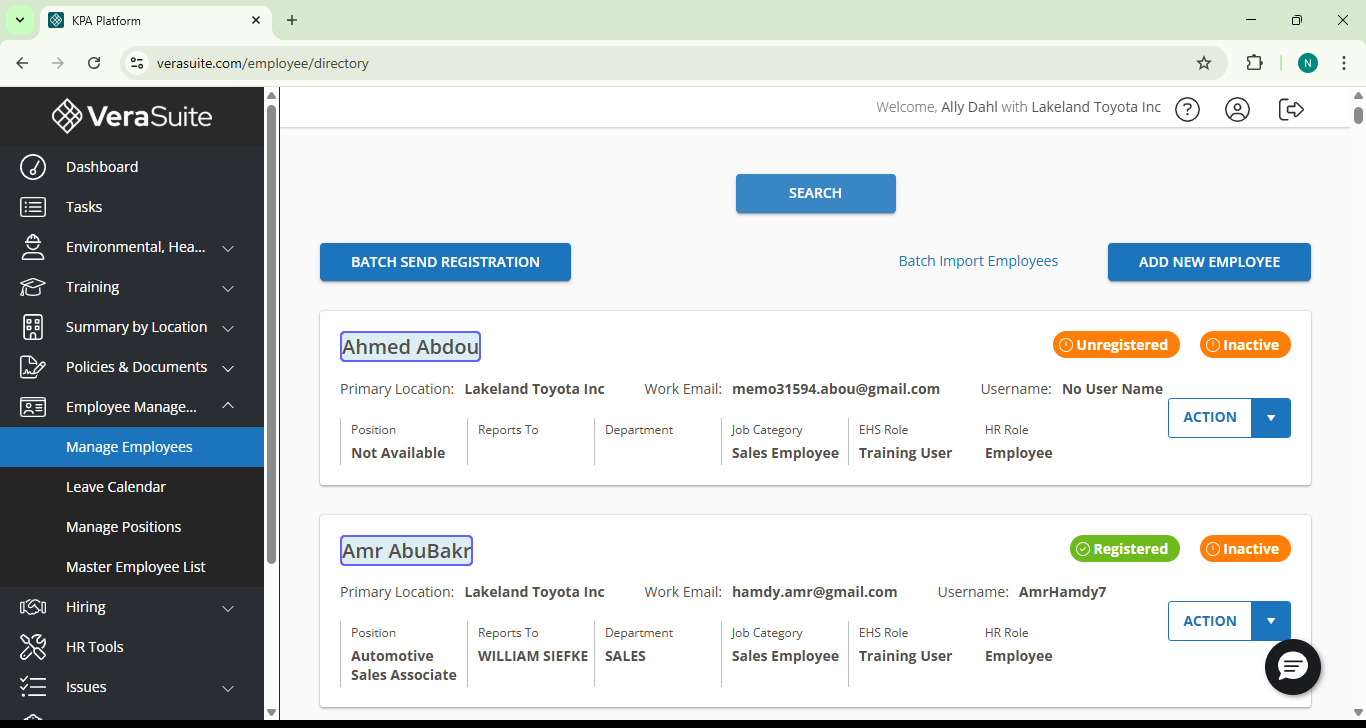 KPA Platform
verasuite.com/employee/directory
N
VeraSuite
Welcome, Ally Dahl with Lakeland Toyota Inc
Dashboard
Tasks
Environmental, Hea...
Training
Summary by Location
Policies & Documents
Employee Manage...
Manage Employees
Leave Calendar
Manage Positions
Master Employee List
Hiring
HR Tools
Issues
SEARCH
BATCH SEND REGISTRATION
Batch Import Employees
ADD NEW EMPLOYEE
Ahmed Abdou
Unregistered
Inactive
Primary Location: Lakeland Toyota Inc
Work Email: memo31594.abou@gmail.com
Username: No User Name
ACTION
Position
Not Available
Reports To
Department
Job Category
Sales Employee
EHS Role
Training User
HR Role
Employee
Amr AbuBakr
Registered
Inactive
Primary Location: Lakeland Toyota Inc
Work Email: hamdy.amr@gmail.com
Username: AmrHamdy7
ACTION
Position
Automotive
Sales Associate
Reports To
WILLIAM SIEFKE
Department
SALES
Job Category
Sales Employee
EHS Role
Training User
HR Role
Employee